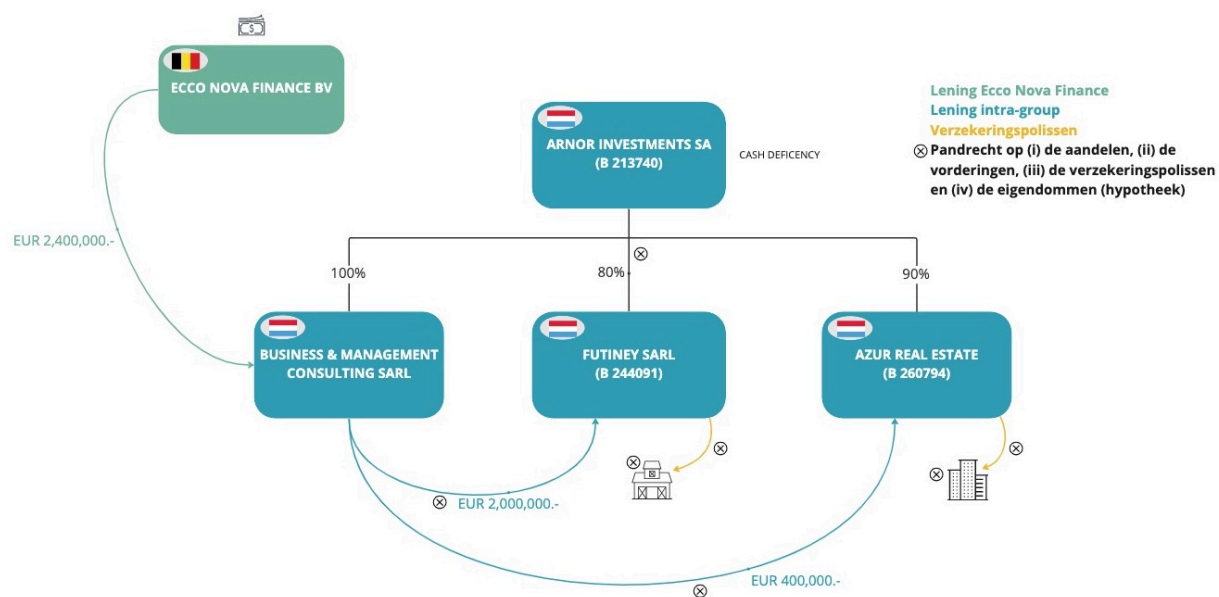 ECCO NOVA FINANCE BV
Lening Ecco Nova Finance
Lening intra-group
Verzekeringspolissen
Pandrecht op (i) de aandelen, (ii) de
vorderingen, (iii) de verzekeringspolissen
en (iv) de eigendommen (hypotheek)
ARNOR INVESTMENTS SA
(B 213740)
CASH DEFICENCY
EUR 2,400,000.-
100%
80%
90%
BUSINESS & MANAGEMENT
CONSULTING SARL
FUTINEY SARL
(B 244091)
AZUR REAL ESTATE
(B 260794)
EUR 2,000,000.-
EUR 400,000.-